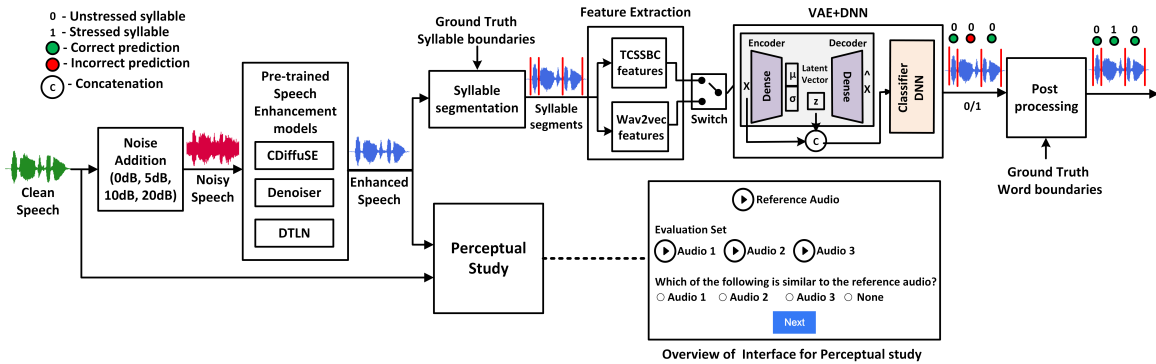 0 - Unstressed syllable
1 - Stressed syllable
- Correct prediction
- Incorrect prediction
C - Concatenation
Clean
Speech
Noise
Addition
(0dB, 5dB,
10dB, 20dB)
Noisy
Speech
Pre-trained
Speech
Enhancement
models
CDiffuSE
Denoiser
DTLN
Enhanced
Speech
Ground Truth
Syllable boundaries
Syllable
segmentation
Syllable
segments
Feature Extraction
TCSSBC
features
Wav2vec
features
Switch
VAE+DNN
Encoder
Decoder
X
Dense
μ
σ
Latent
Vector
z
Dense
^
X
C
Classifier
DNN
0 0 0
0/1
Post
processing
Ground Truth
Word boundaries
0 1 0
Perceptual
Study
Reference Audio
Evaluation Set
Audio 1 Audio 2 Audio 3
Which of the following is similar to the reference audio?
Audio 1 Audio 2 Audio 3 None
Next
Overview of Interface for Perceptual study